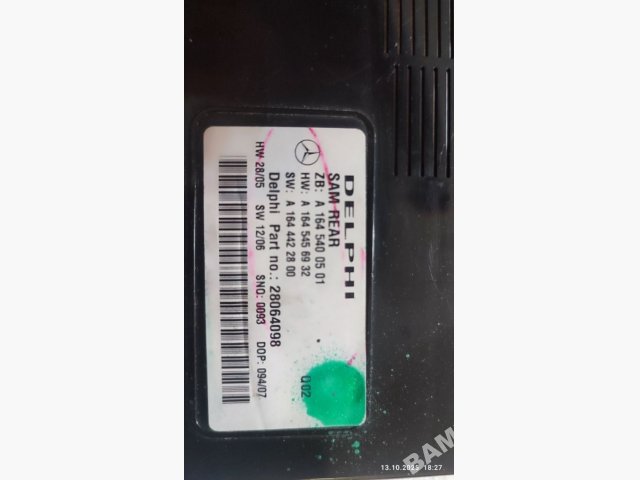 DELPHI
SAM REAR
ZB: A 164 540 05 01
HW: A 164 545 69 32
SW: A 164 442 28 00
Delphi Part no.: 28064098
Q02
HW 28/05 SW 12/06 SNO: 0093 DOP: 094/07
BAM
13.10.2025 18:27